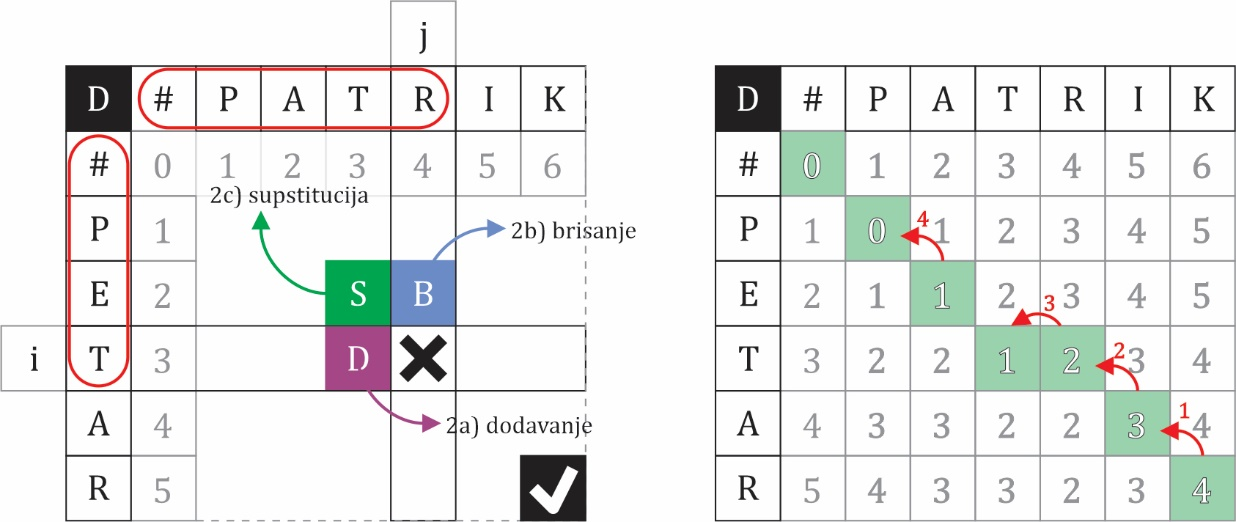 j
D # P A T R I K
# 0 1 2 3 4 5 6
2c) supstitucija
P 1
2b) brisanje
E 2 S B
i T 3 D
A 4
2a) dodavanje
R 5
D # P A T R I K
# 0 1 2 3 4 5 6
P 1 0 4 1 2 3 4 5
E 2 1 1 2 3 4 5
3
T 3 2 2 1 2 2 3 4
A 4 3 3 2 2 3 1 4
R 5 4 3 3 2 3 4